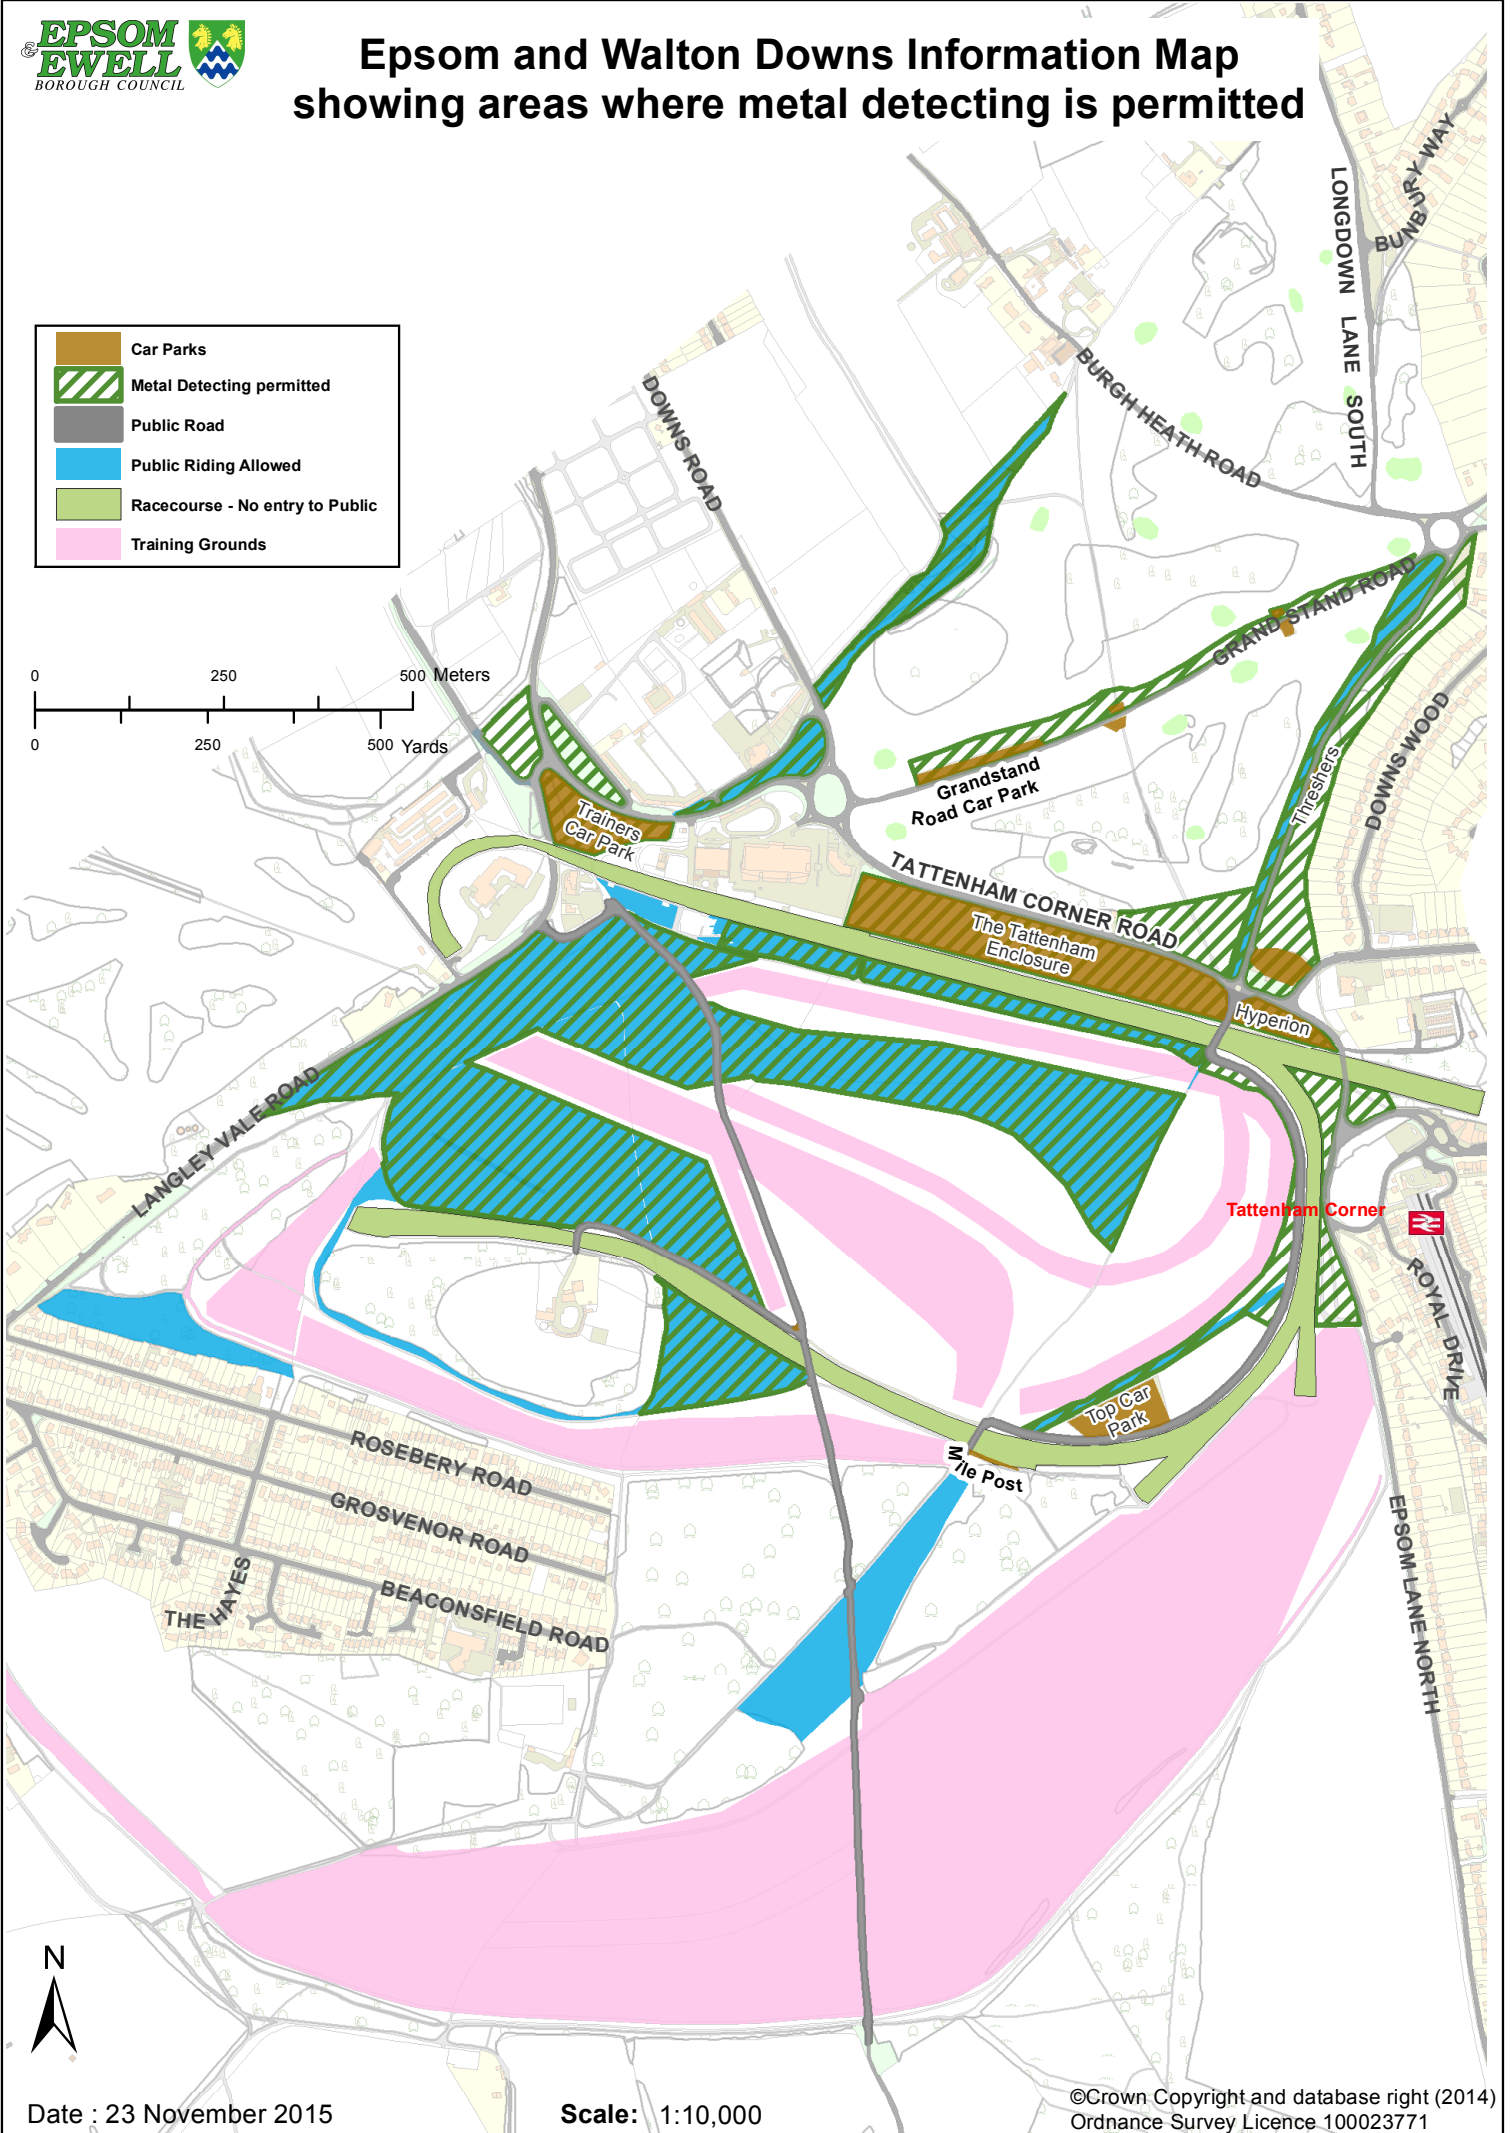 EPSOM
& EWELL
BOROUGH COUNCIL
Epsom and Walton Downs Information Map
showing areas where metal detecting is permitted
Car Parks
Metal Detecting permitted
Public Road
Public Riding Allowed
Racecourse - No entry to Public
Training Grounds
0 250 500 Meters
0 250 500 Yards
LONGDOWN LANE SOUTH
BUNBURY WAY
BURGH HEATH ROAD
DOWNS ROAD
GRAND STAND ROAD
DOWNS WOOD
Threshers
Grandstand
Road Car Park
Trainers
Car Park
TATTENHAM CORNER ROAD
The Tattenham
Enclosure
Hyperion
LANGLEY VALE ROAD
Tattenham Corner
ROYAL DRIVE
Top Car
Park
Mile Post
ROSEBERY ROAD
GROSVENOR ROAD
BEACONSFIELD ROAD
THE HAYES
EPSOM LANE NORTH
N
Date : 23 November 2015
Scale: 1:10,000
©Crown Copyright and database right (2014)
Ordnance Survey Licence 100023771